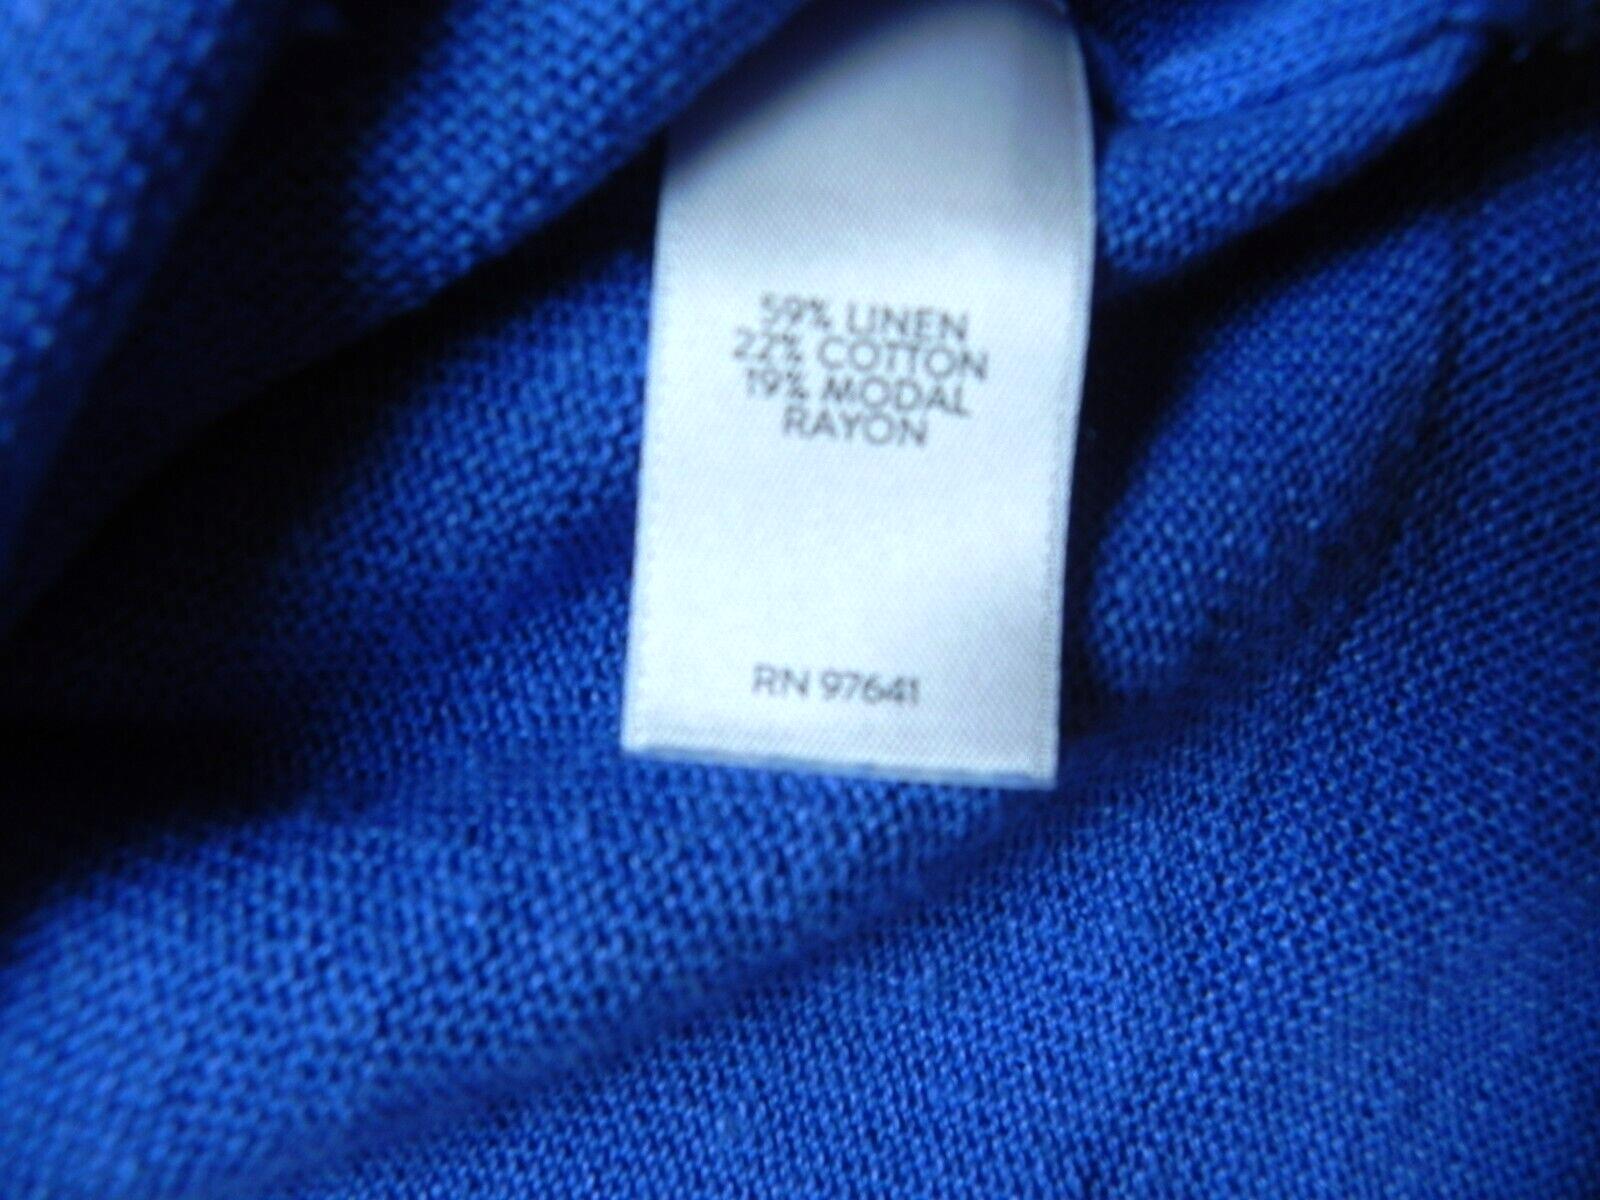 59% LINEN
22% COTTON
19% MODAL
RAYON
RN 97641